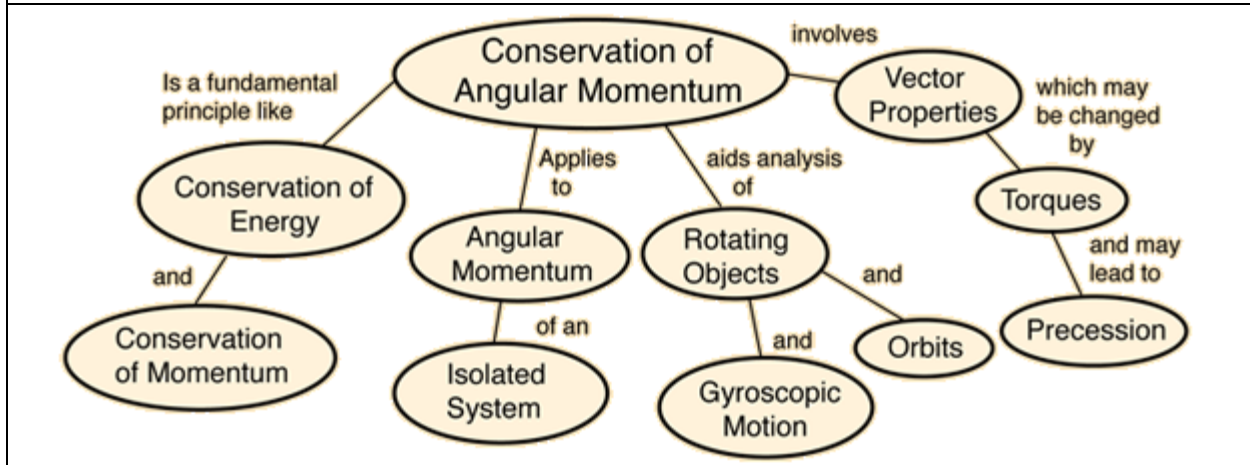 Conservation of
Angular Momentum
involves
Vector
Properties
which may
be changed
by
Torques
and may
lead to
Precession
Is a fundamental
principle like
Conservation of
Energy
and
Conservation
of Momentum
Applies
to
Angular
Momentum
of an
Isolated
System
aids analysis
of
Rotating
Objects
and
Gyroscopic
Motion
and
Orbits